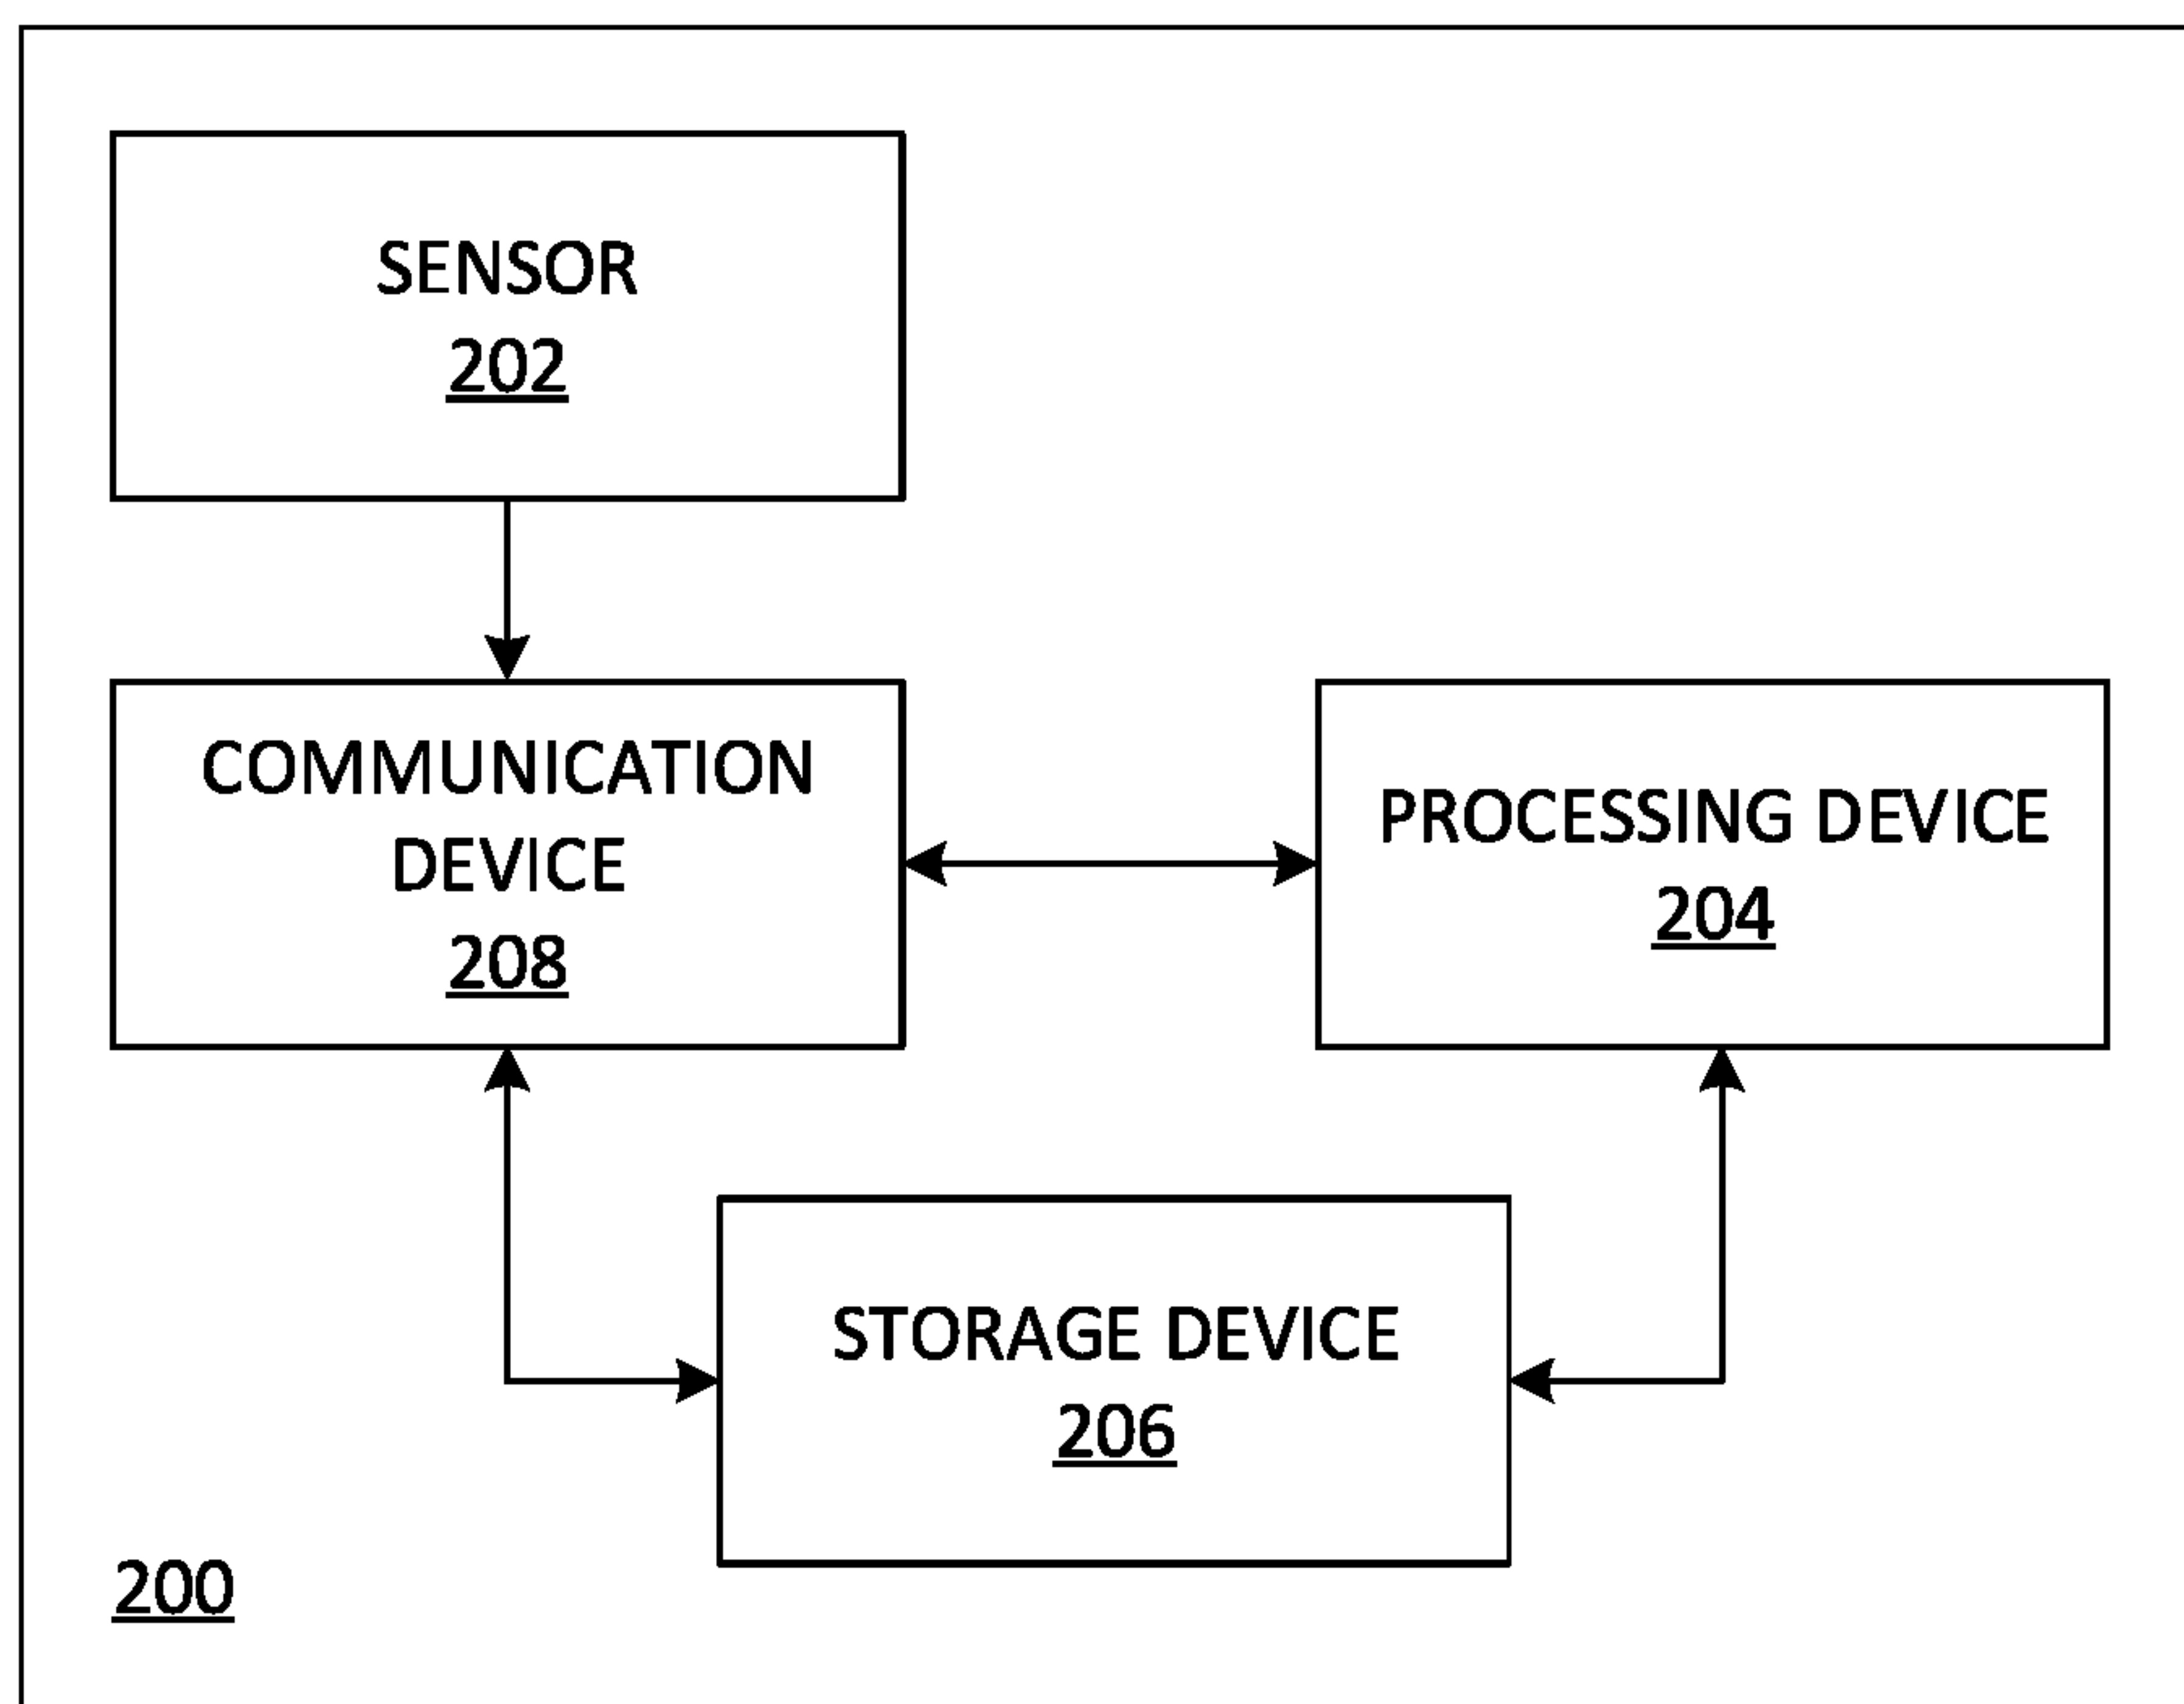 SENSOR
202
COMMUNICATION
DEVICE
208
PROCESSING DEVICE
204
STORAGE DEVICE
206
200